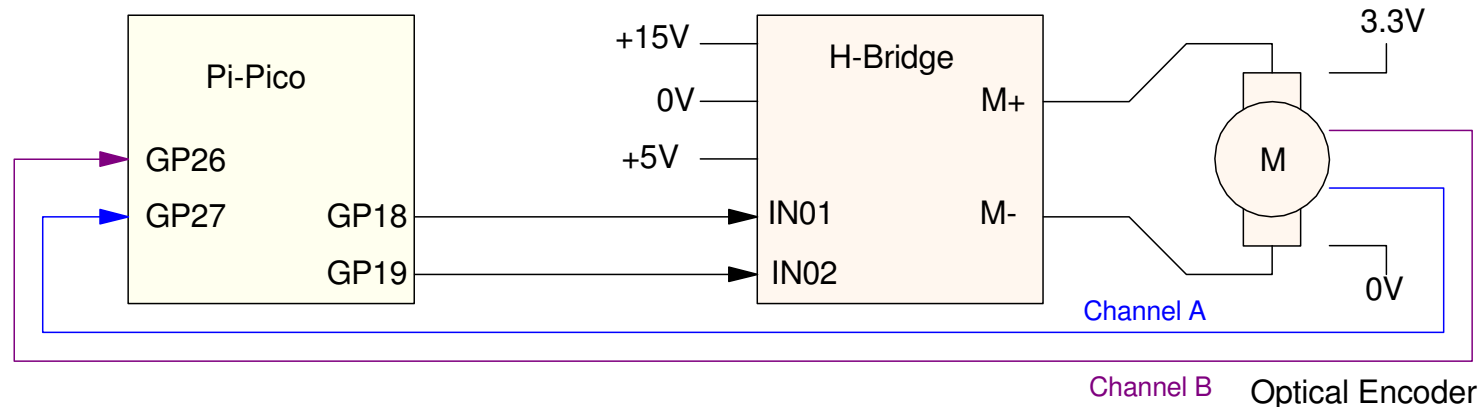 3.3V
+15V
H-Bridge
Pi-Pico
0V
M+
+5V
M
GP26
GP27
GP18
IN01
M-
GP19
IN02
0V
Channel A
Channel B
Optical Encoder